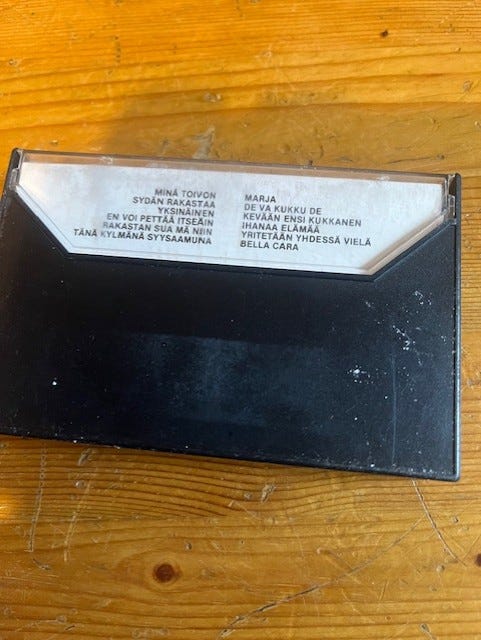 MINÄ TOIVON
SYDÄN RAKASTAA
YKSINÄINEN
EN VOI PETTÄÄ ITSEÄIN
RAKASTAN SUA MÄ NIIN
TÄNÄ KYLMÄNÄ SYYSAAMUNA
MARJA
DE VA KUKKU DE
KEVÄÄN ENSI KUKKANEN
IHANAA ELÄMÄÄ
YRITETÄÄN YHDESSÄ VIELÄ
BELLA CARA